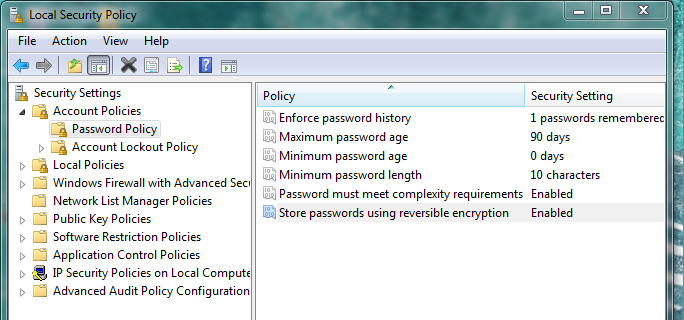 Local Security Policy
File Action View Help
Security Settings
Account Policies
Password Policy
Account Lockout Policy
Local Policies
Windows Firewall with Advanced Secu
Network List Manager Policies
Public Key Policies
Software Restriction Policies
Application Control Policies
IP Security Policies on Local Compute
Advanced Audit Policy Configuration
Policy Security Setting
Enforce password history 1 passwords remembered
Maximum password age 90 days
Minimum password age 0 days
Minimum password length 10 characters
Password must meet complexity requirements Enabled
Store passwords using reversible encryption Enabled